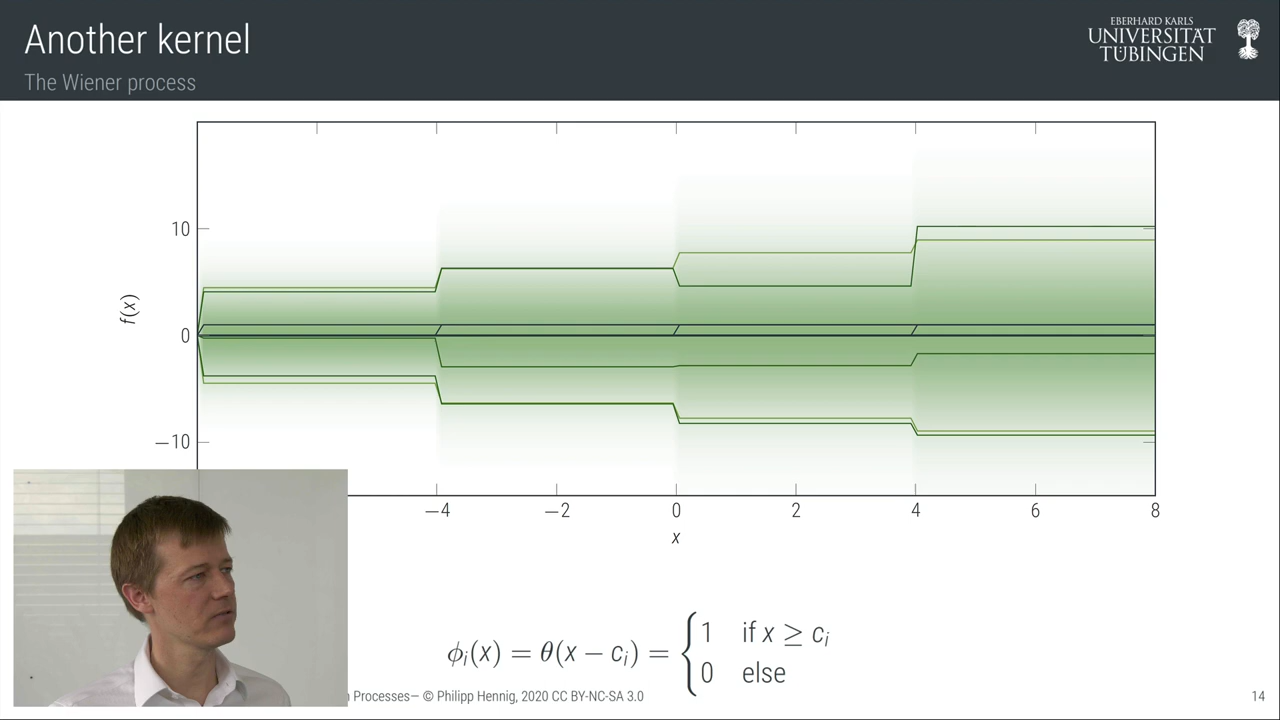 Another kernel
The Wiener process
EBERHARD KARLS
UNIVERSITÄT
TÜBINGEN
10
0
−10
f(x)
−4 −2 0 2 4 6 8
x
ϕᵢ(x) = θ(x − cᵢ) = { 1 if x ≥ cᵢ
0 else
Processes— © Philipp Hennig, 2020 CC BY-NC-SA 3.0
14